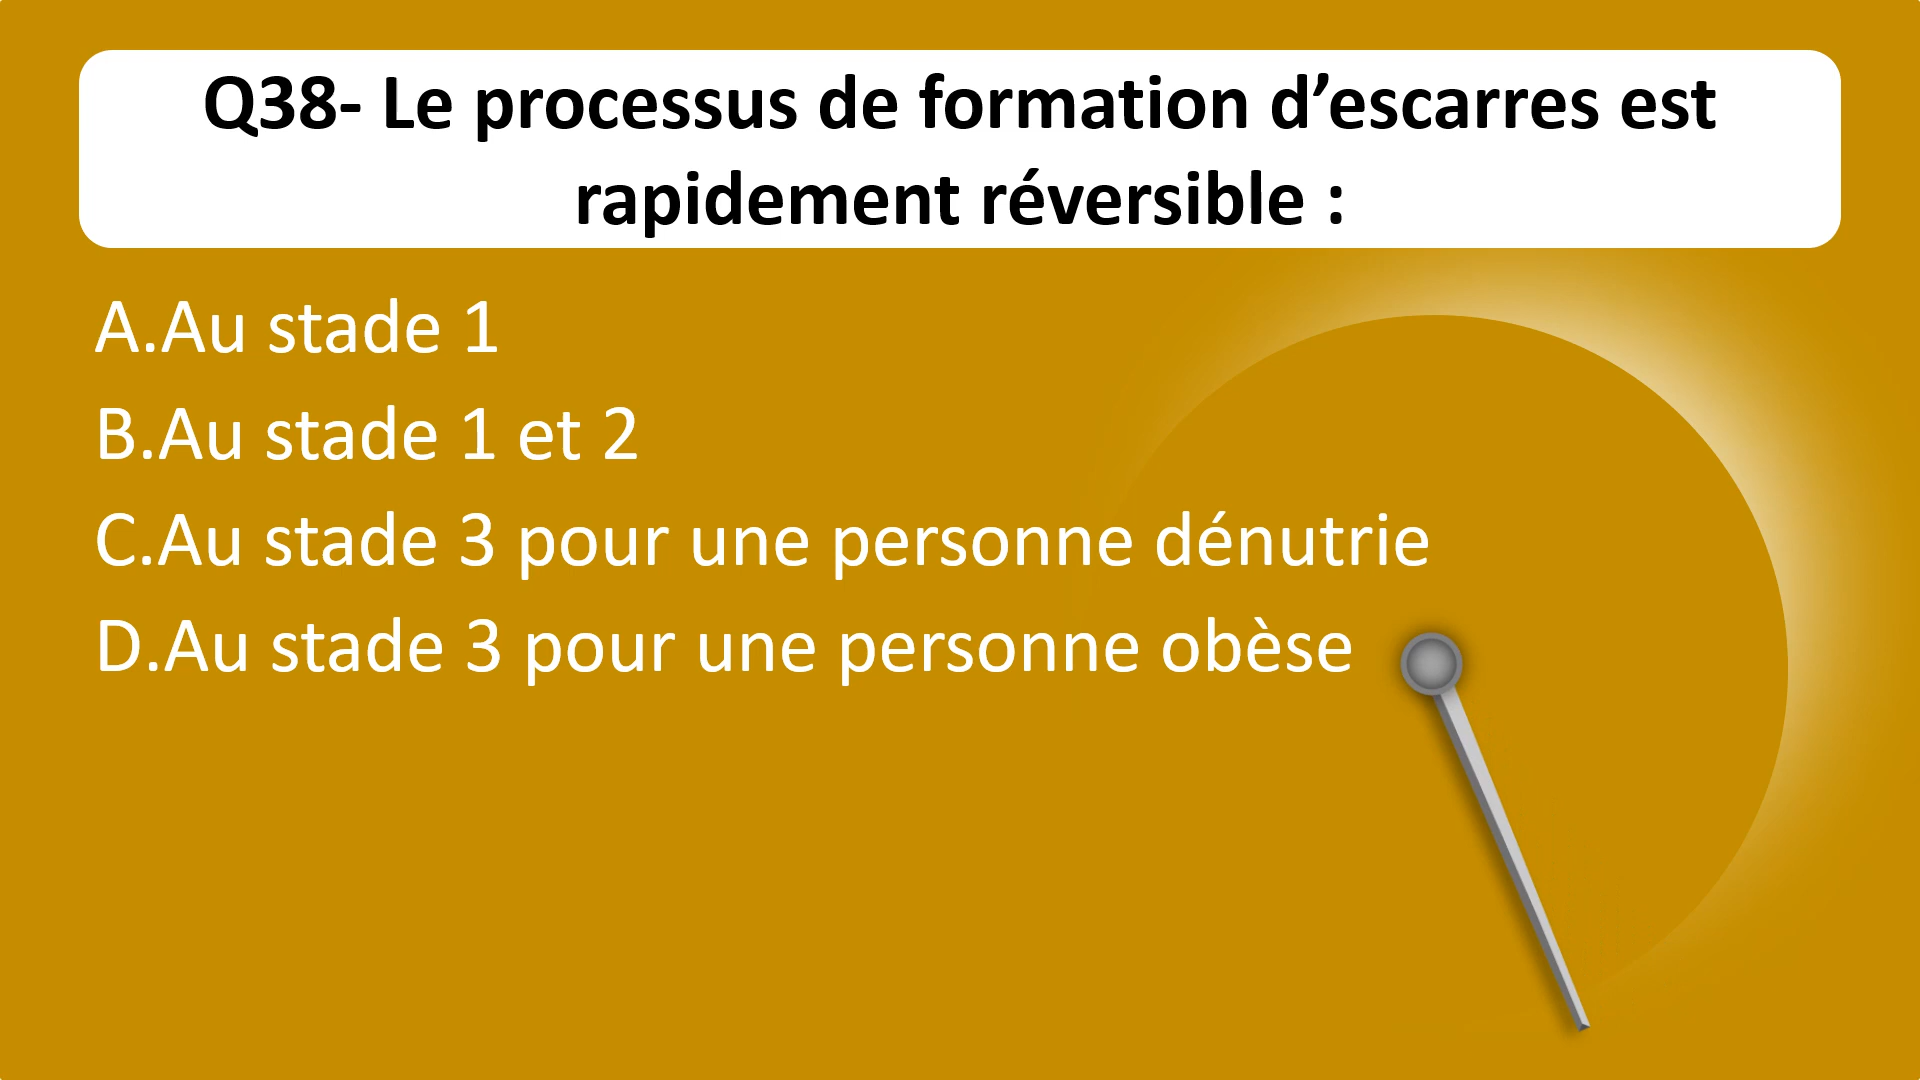 Q38- Le processus de formation d’escarres est
rapidement réversible :
A.Au stade 1
B.Au stade 1 et 2
C.Au stade 3 pour une personne dénutrie
D.Au stade 3 pour une personne obèse